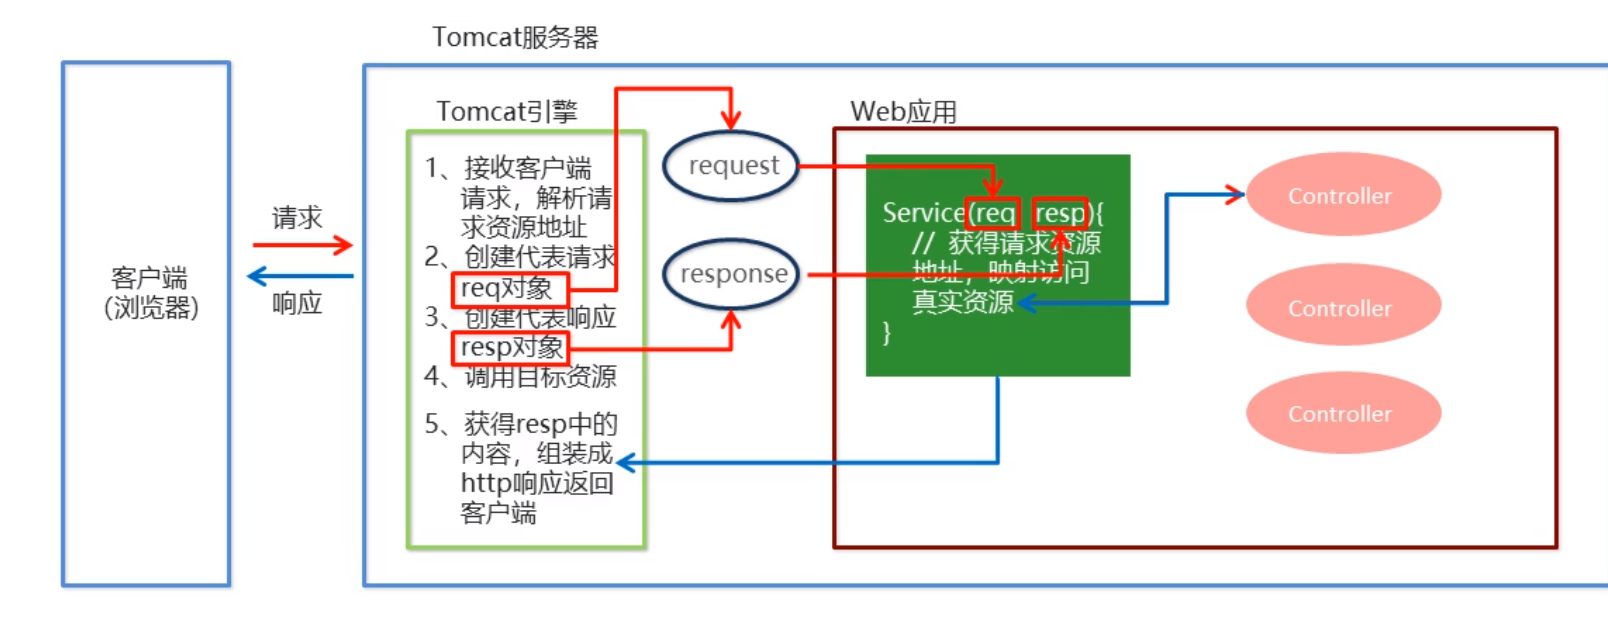 Tomcat服务器
客户端
(浏览器)
请求
响应
Tomcat引擎
1、接收客户端
请求，解析请
求资源地址
2、创建代表请求
req对象
3、创建代表响应
resp对象
4、调用目标资源
5、获得resp中的
内容，组装成
http响应返回
客户端
request
response
Web应用
Service(req resp){
// 获得请求资源
地址，映射访问
真实资源
}
Controller
Controller
Controller